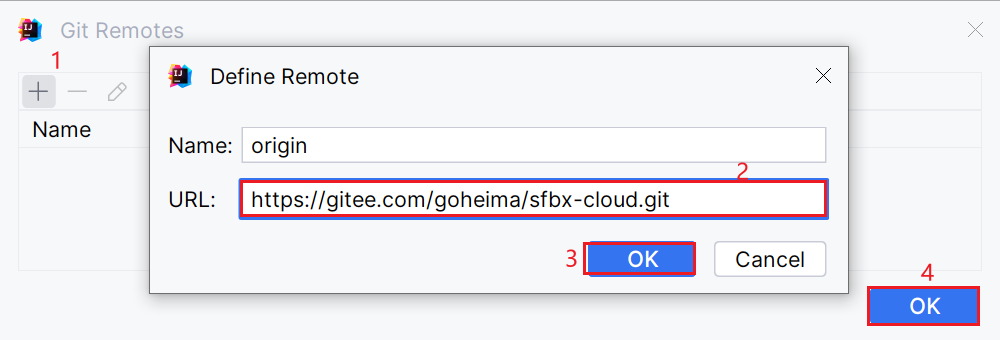 Git Remotes
1
Define Remote
Name
Name: origin
2
URL: https://gitee.com/goheima/sfbx-cloud.git
3 OK Cancel
4
OK